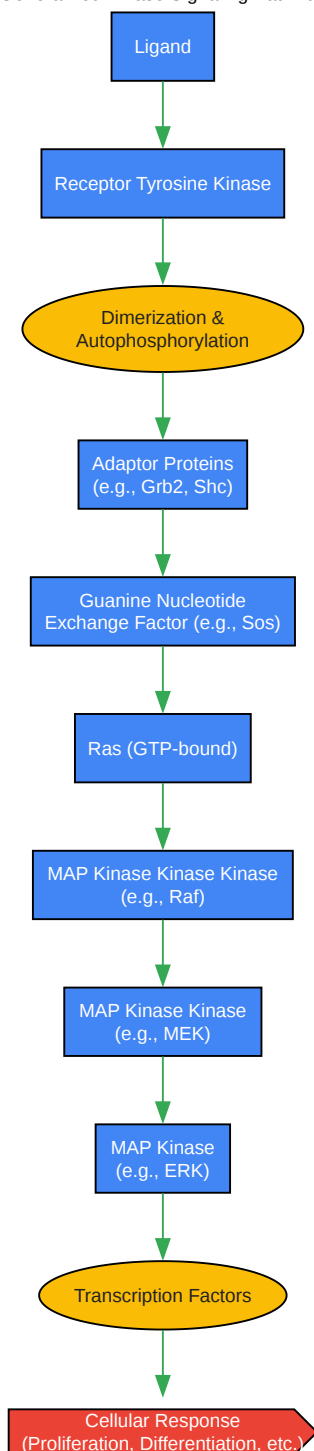 Ligand
Receptor Tyrosine Kinase
Dimerization &
Autophosphorylation
Adaptor Proteins
(e.g., Grb2, Shc)
Guanine Nucleotide
Exchange Factor (e.g., Sos)
Ras (GTP-bound)
MAP Kinase Kinase Kinase
(e.g., Raf)
MAP Kinase Kinase
(e.g., MEK)
MAP Kinase
(e.g., ERK)
Transcription Factors
Cellular Response
(Proliferation, Differentiation, etc.)